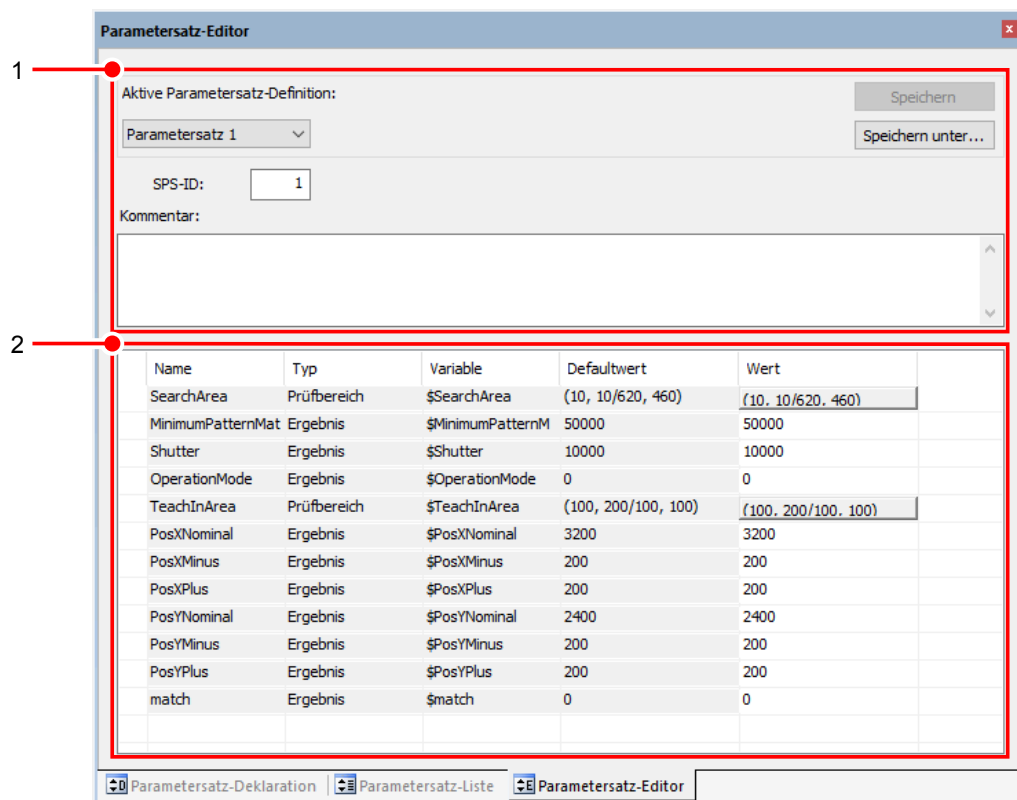 Parametersatz-Editor
1
Aktive Parametersatz-Definition:
Speichern
Parametersatz 1
Speichern unter...
SPS-ID: 1
Kommentar:
2
Name Typ Variable Defaultwert Wert
SearchArea Prüfbereich $SearchArea (10, 10/620, 460) (10, 10/620, 460)
MinimumPatternMat Ergebnis $MinimumPatternM 50000 50000
Shutter Ergebnis $Shutter 10000 10000
OperationMode Ergebnis $OperationMode 0 0
TeachInArea Prüfbereich $TeachInArea (100, 200/100, 100) (100, 200/100, 100)
PosXNominal Ergebnis $PosXNominal 3200 3200
PosXMinus Ergebnis $PosXMinus 200 200
PosXPlus Ergebnis $PosXPlus 200 200
PosYNominal Ergebnis $PosYNominal 2400 2400
PosYMinus Ergebnis $PosYMinus 200 200
PosYPlus Ergebnis $PosYPlus 200 200
match Ergebnis $match 0 0
Parametersatz-Deklaration Parametersatz-Liste Parametersatz-Editor